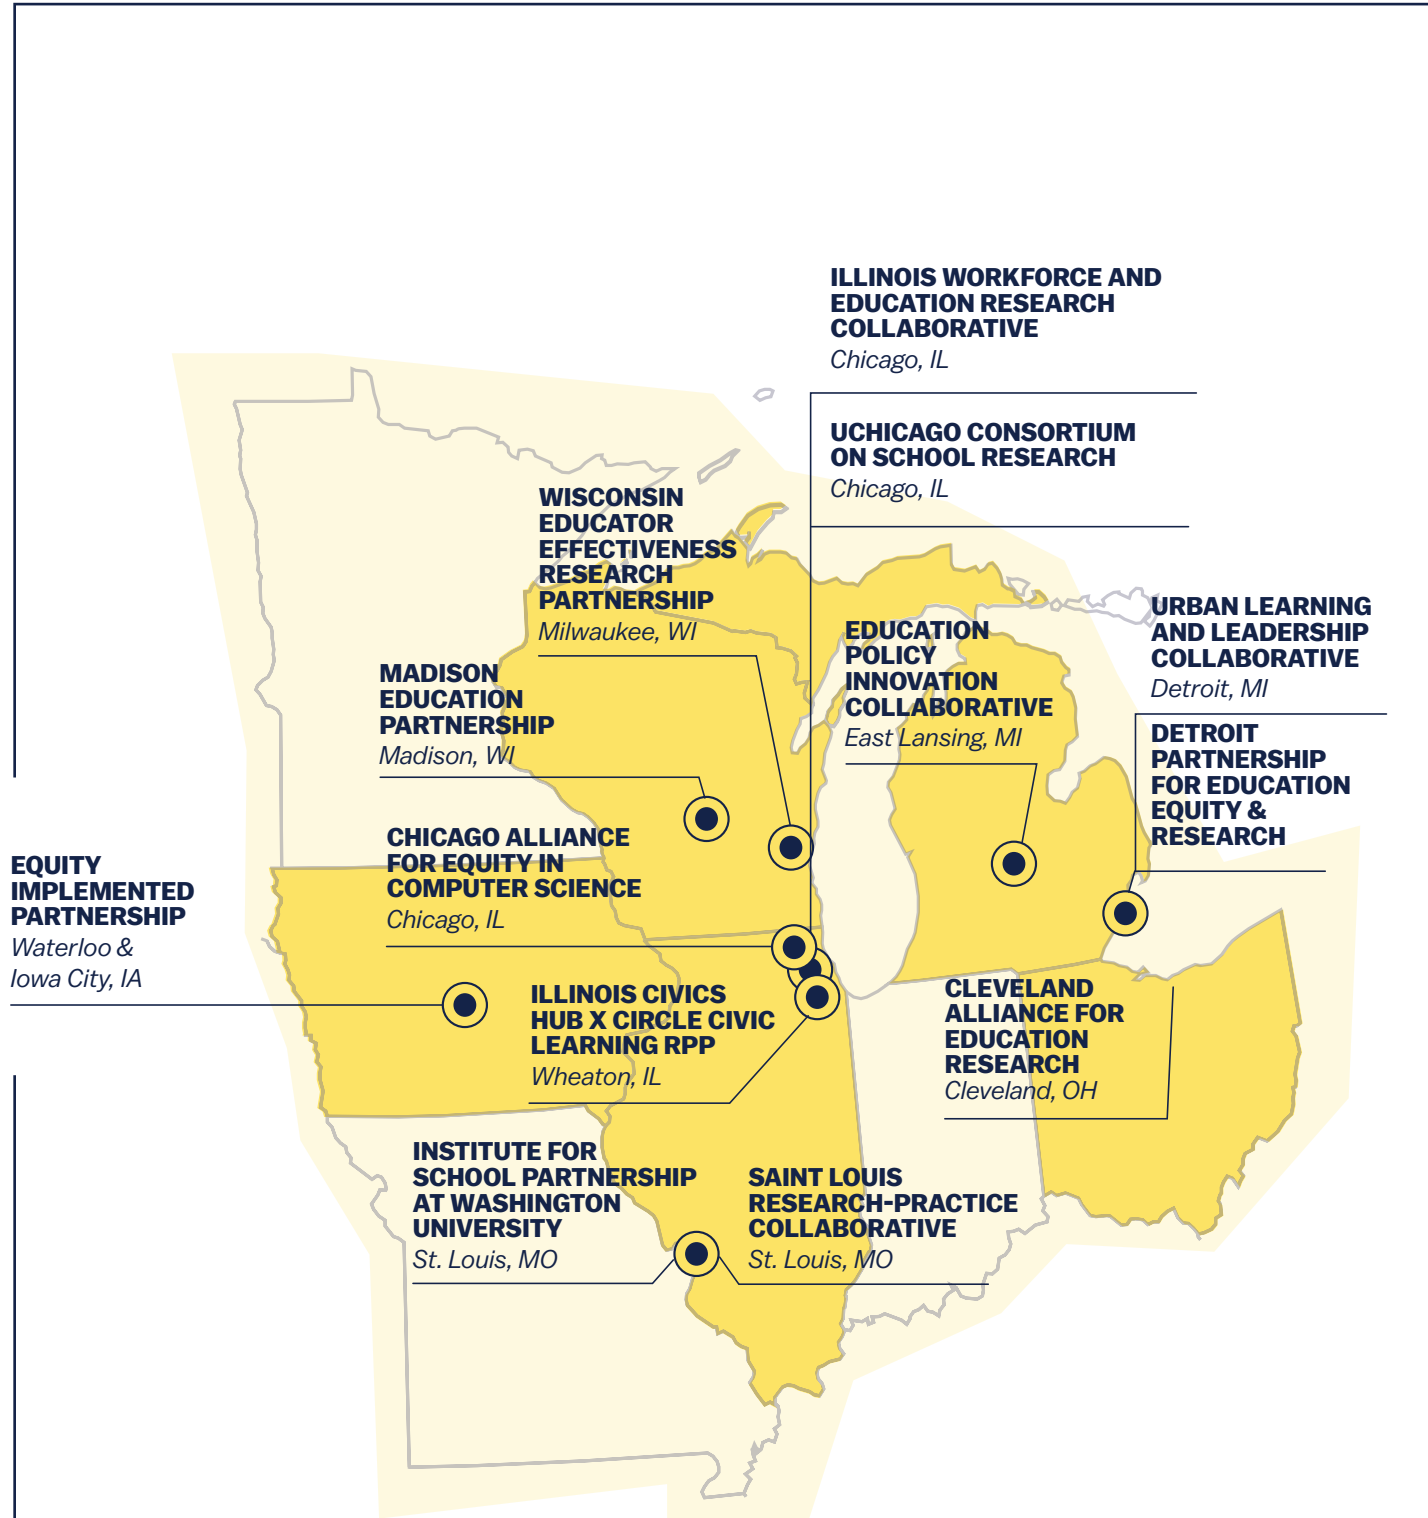 ILLINOIS WORKFORCE AND
EDUCATION RESEARCH
COLLABORATIVE
Chicago, IL
UCHICAGO CONSORTIUM
ON SCHOOL RESEARCH
Chicago, IL
WISCONSIN
EDUCATOR
EFFECTIVENESS
RESEARCH
PARTNERSHIP
Milwaukee, WI
URBAN LEARNING
AND LEADERSHIP
COLLABORATIVE
Detroit, MI
EDUCATION
POLICY
INNOVATION
COLLABORATIVE
East Lansing, MI
MADISON
EDUCATION
PARTNERSHIP
Madison, WI
DETROIT
PARTNERSHIP
FOR EDUCATION
EQUITY &
RESEARCH
CHICAGO ALLIANCE
FOR EQUITY IN
COMPUTER SCIENCE
Chicago, IL
EQUITY
IMPLEMENTED
PARTNERSHIP
Waterloo &
Iowa City, IA
ILLINOIS CIVICS
HUB X CIRCLE CIVIC
LEARNING RPP
Wheaton, IL
CLEVELAND
ALLIANCE FOR
EDUCATION
RESEARCH
Cleveland, OH
INSTITUTE FOR
SCHOOL PARTNERSHIP
AT WASHINGTON
UNIVERSITY
St. Louis, MO
SAINT LOUIS
RESEARCH-PRACTICE
COLLABORATIVE
St. Louis, MO